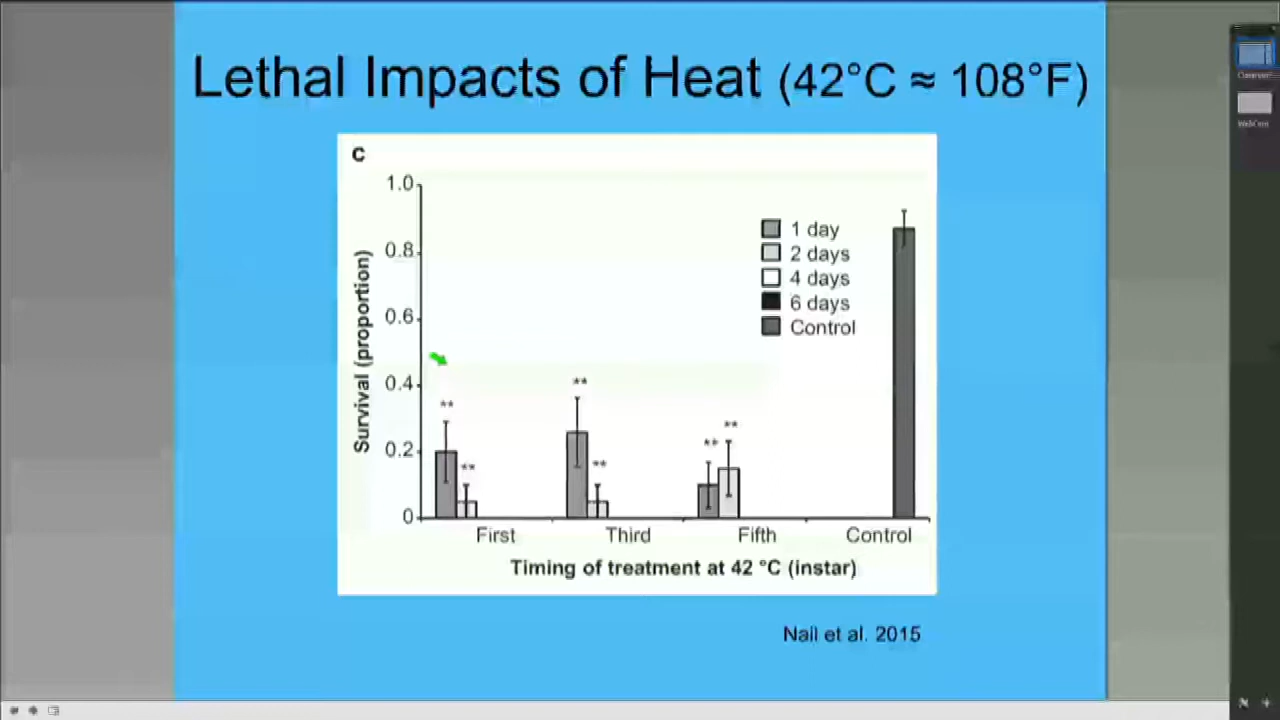 Lethal Impacts of Heat (42°C ≈ 108°F)
C
1.0
0.8
0.6
0.4
0.2
0
Survival (proportion)
1 day
2 days
4 days
6 days
Control
**
**
**
**
**
**
First
Third
Fifth
Control
Timing of treatment at 42 °C (instar)
Nail et al. 2015